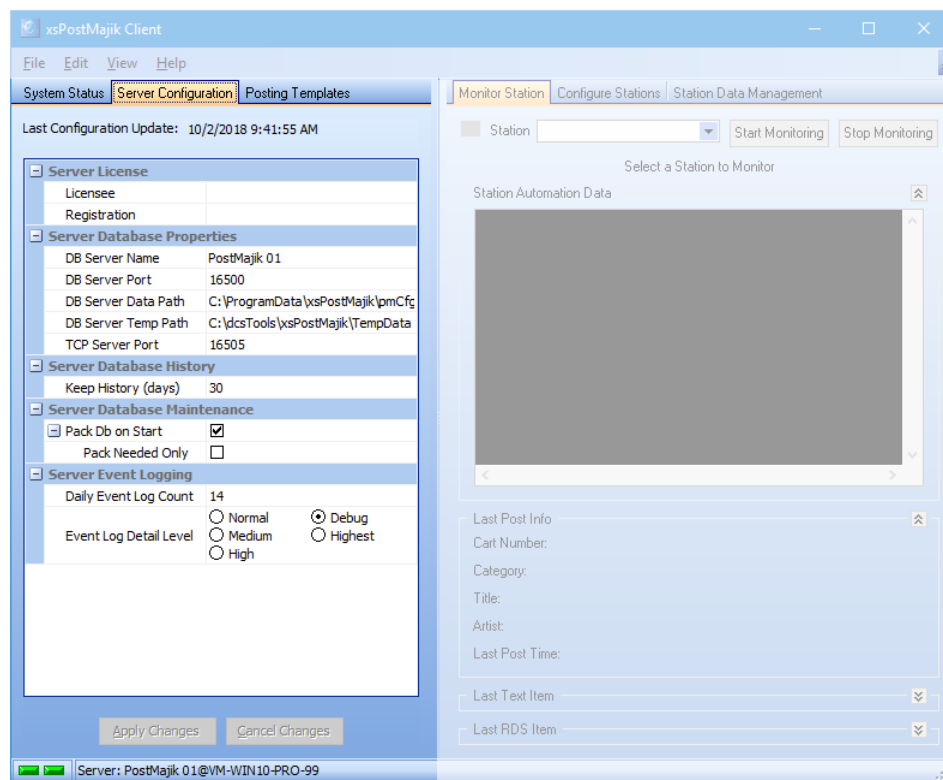 xsPostMajik Client
File Edit View Help
System Status Server Configuration Posting Templates
Last Configuration Update: 10/2/2018 9:41:55 AM
Server License
Licensee
Registration
Server Database Properties
DB Server Name PostMajik 01
DB Server Port 16500
DB Server Data Path C:\ProgramData\xsPostMajik\pmCfg
DB Server Temp Path C:\dcsTools\xsPostMajik\TempData
TCP Server Port 16505
Server Database History
Keep History (days) 30
Server Database Maintenance
Pack Db on Start
Pack Needed Only
Server Event Logging
Daily Event Log Count 14
Event Log Detail Level
Normal Debug
Medium Highest
High
Apply Changes Cancel Changes
Monitor Station Configure Stations Station Data Management
Station Start Monitoring Stop Monitoring
Select a Station to Monitor
Station Automation Data
Last Post Info
Cart Number:
Category:
Title:
Artist:
Last Post Time:
Last Text Item
Last RDS Item
Server: PostMajik 01@VM-WIN10-PRO-99